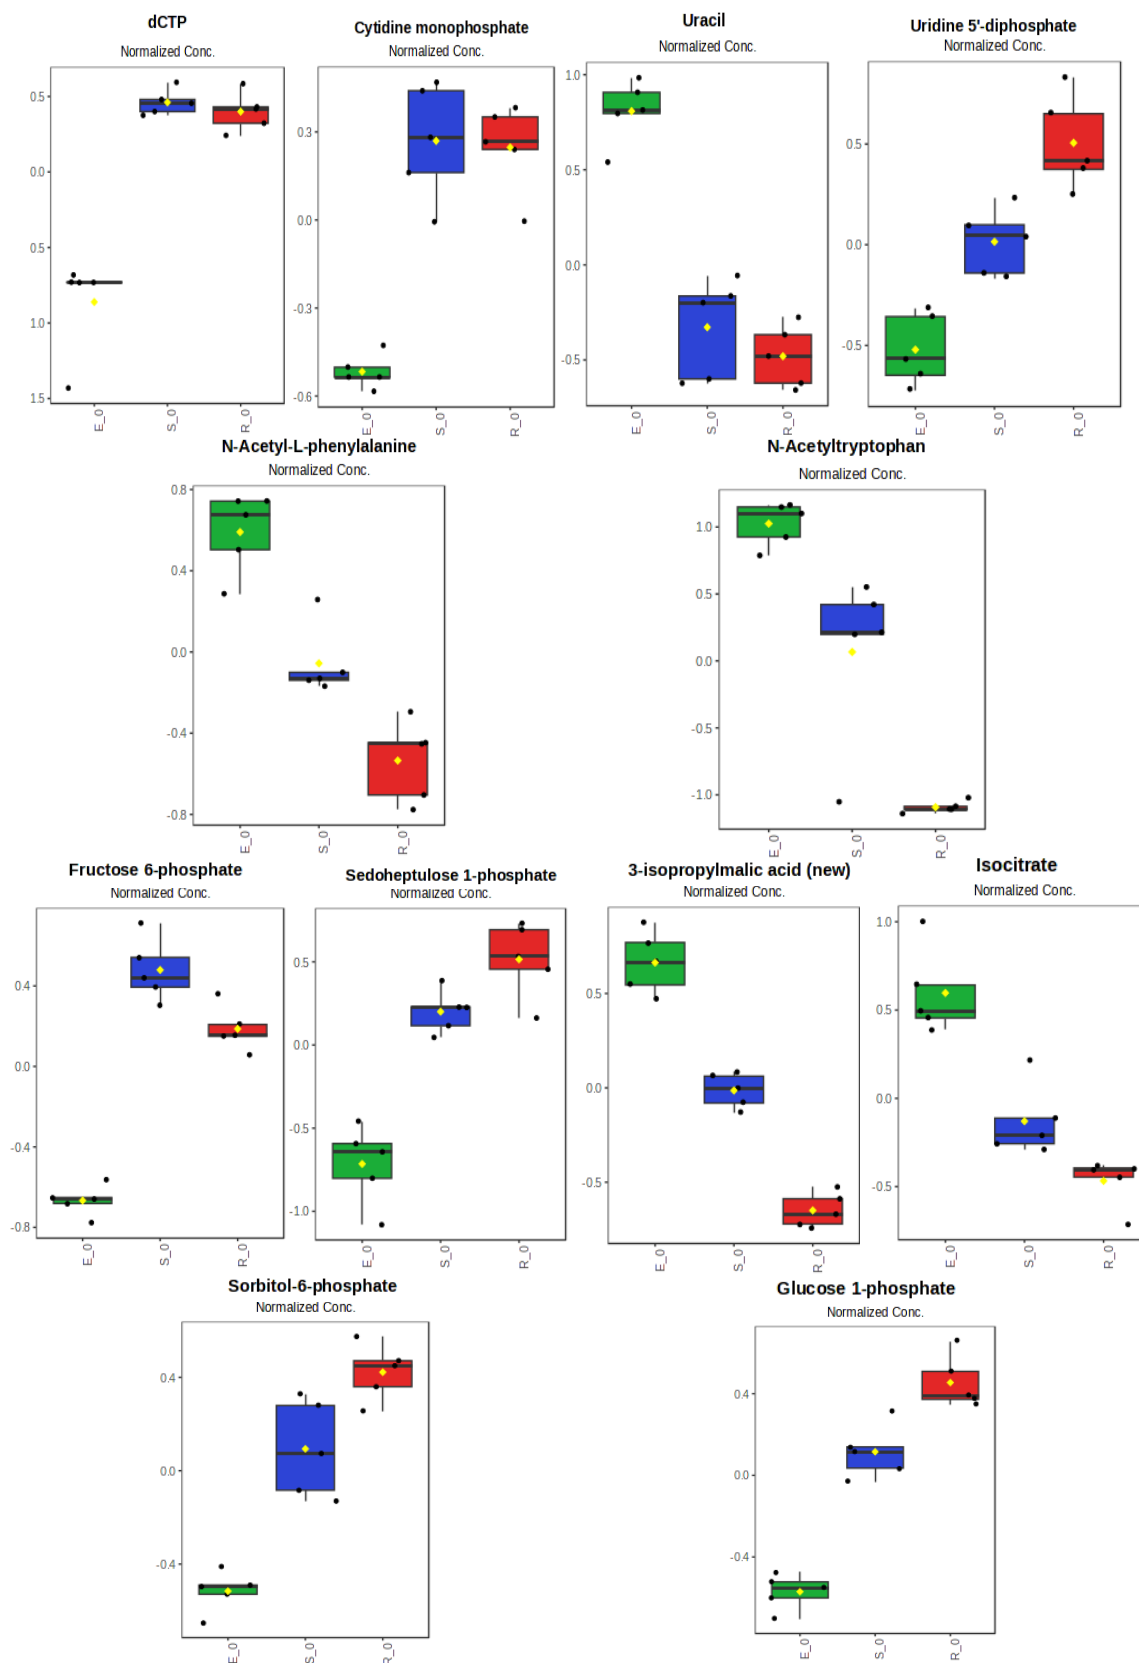 dCTP
Normalized Conc.
0.5
0.0
0.5
1.0
1.5
E_0
S_0
R_0
Cytidine monophosphate
Normalized Conc.
0.3
0.0
-0.3
-0.6
E_0
S_0
R_0
Uracil
Normalized Conc.
1.0
0.5
0.0
-0.5
E_0
S_0
R_0
Uridine 5'-diphosphate
Normalized Conc.
0.5
0.0
-0.5
E_0
S_0
R_0
N-Acetyl-L-phenylalanine
Normalized Conc.
0.8
0.4
0.0
-0.4
-0.8
E_0
S_0
R_0
N-Acetyltryptophan
Normalized Conc.
1.0
0.5
0.0
-0.5
-1.0
E_0
S_0
R_0
Fructose 6-phosphate
Normalized Conc.
0.4
0.0
-0.4
-0.8
E_0
S_0
R_0
Sedoheptulose 1-phosphate
Normalized Conc.
0.5
0.0
-0.5
-1.0
E_0
S_0
R_0
3-isopropylmalic acid (new)
Normalized Conc.
0.5
0.0
-0.5
E_0
S_0
R_0
Isocitrate
Normalized Conc.
1.0
0.5
0.0
-0.5
E_0
S_0
R_0
Sorbitol-6-phosphate
Normalized Conc.
0.4
0.0
-0.4
E_0
S_0
R_0
Glucose 1-phosphate
Normalized Conc.
0.4
0.0
-0.4
E_0
S_0
R_0